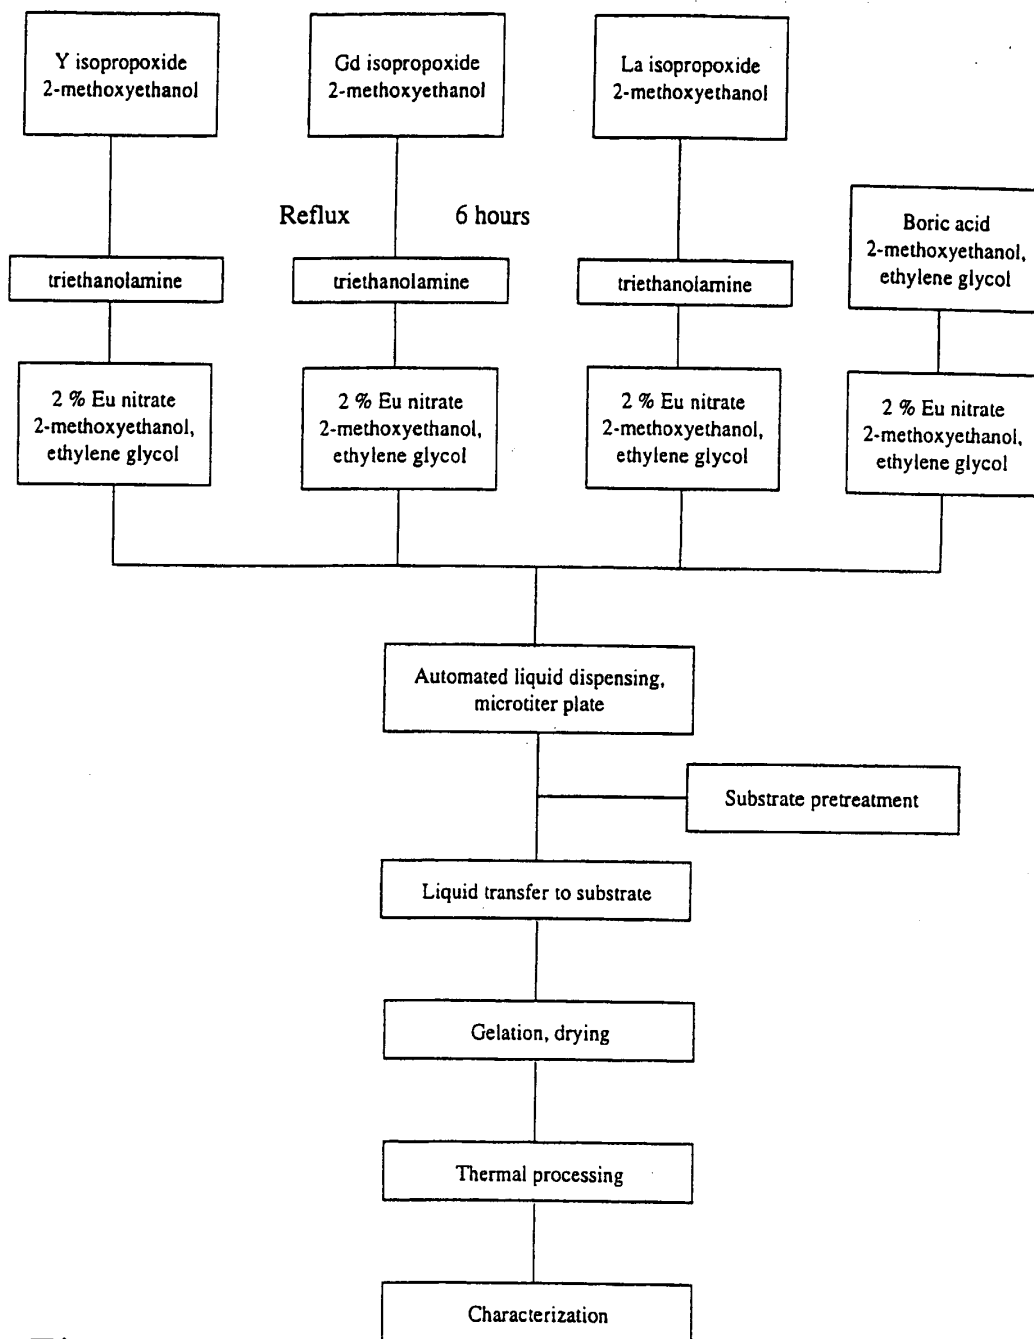 Y isopropoxide
2-methoxyethanol
Gd isopropoxide
2-methoxyethanol
La isopropoxide
2-methoxyethanol
Reflux 6 hours
Boric acid
2-methoxyethanol,
ethylene glycol
triethanolamine
triethanolamine
triethanolamine
2 % Eu nitrate
2-methoxyethanol,
ethylene glycol
2 % Eu nitrate
2-methoxyethanol,
ethylene glycol
2 % Eu nitrate
2-methoxyethanol,
ethylene glycol
2 % Eu nitrate
2-methoxyethanol,
ethylene glycol
Automated liquid dispensing,
microtiter plate
Substrate pretreatment
Liquid transfer to substrate
Gelation, drying
Thermal processing
Characterization